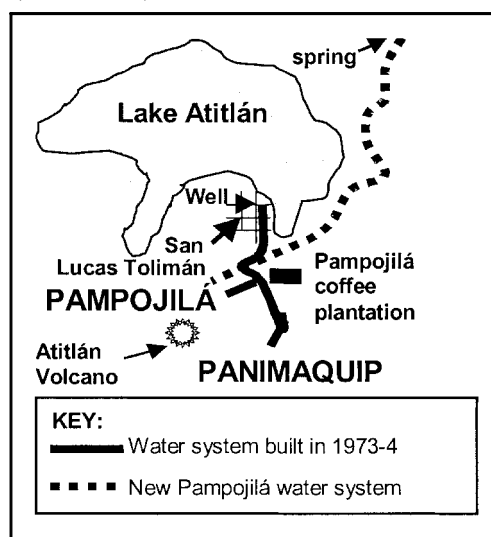 spring
Lake Atitlán
Well
San
Lucas Tolimán
PAMPOJILÁ
Pampojilá
coffee
plantation
Atitlán
Volcano
PANIMAQUIP
KEY:
Water system built in 1973-4
New Pampojilá water system